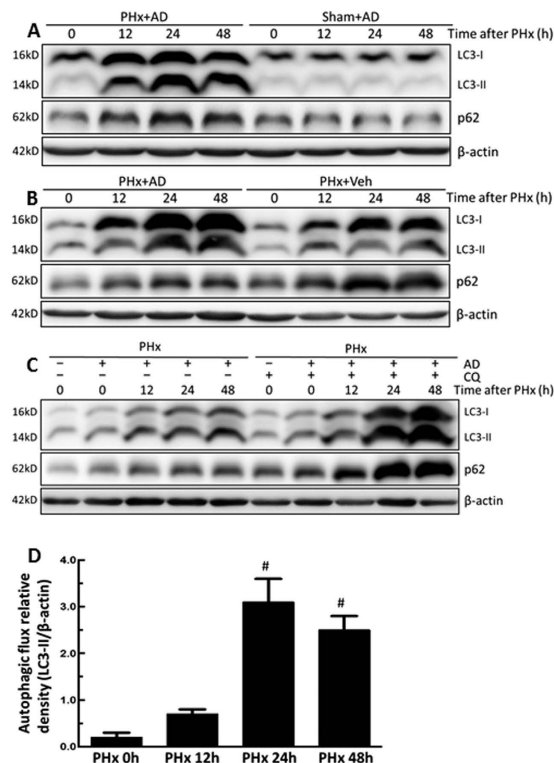 A
PHx+AD Sham+AD
0 12 24 48 0 12 24 48 Time after PHx (h)
16kD LC3-I
14kD LC3-II
62kD p62
42kD β-actin
B
PHx+AD PHx+Veh
0 12 24 48 0 12 24 48 Time after PHx (h)
16kD LC3-I
14kD LC3-II
62kD p62
42kD β-actin
C
PHx PHx
– + + + + – + + + + AD
– – – – – + + + + + CQ
0 0 12 24 48 0 0 12 24 48 Time after PHx (h)
16kD LC3-I
14kD LC3-II
62kD p62
42kD β-actin
D
Autophagic flux relative
density (LC3-II/β-actin)
4.0
3.0
2.0
1.0
0.0
# #
PHx 0h PHx 12h PHx 24h PHx 48h